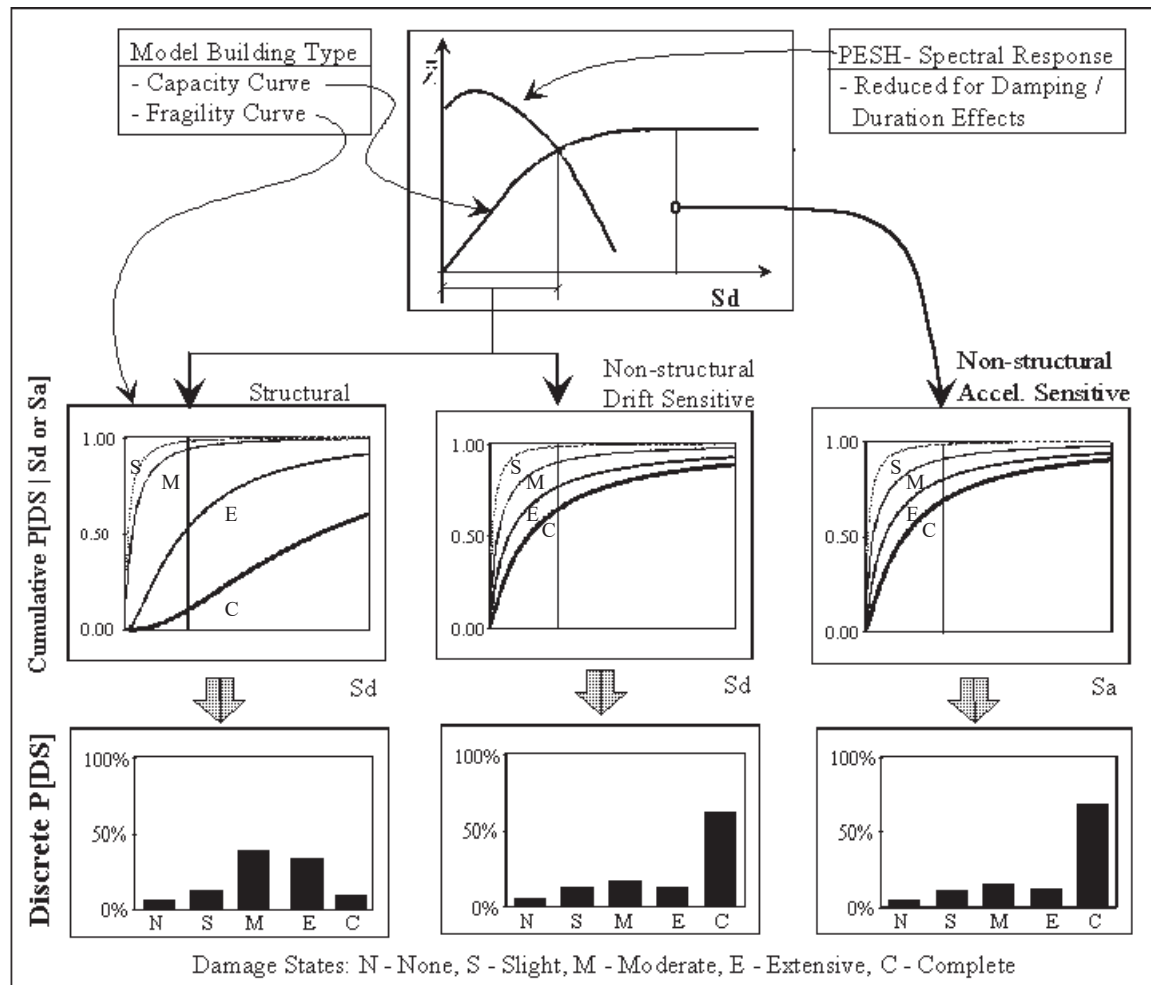 Model Building Type
- Capacity Curve
- Fragility Curve
PESH- Spectral Response
- Reduced for Damping /
Duration Effects
Sd
Structural
Non-structural
Drift Sensitive
Non-structural
Accel. Sensitive
Cumulative P[DS | Sd or Sa]
1.00
0.50
0.00
S
M
E
C
Sd
1.00
0.50
0.00
S
M
E
C
Sd
1.00
0.50
0.00
S
M
E
C
Sa
Discrete P[DS]
100%
50%
0%
N S M E C
100%
50%
0%
N S M E C
100%
50%
0%
N S M E C
Damage States: N - None, S - Slight, M - Moderate, E - Extensive, C - Complete